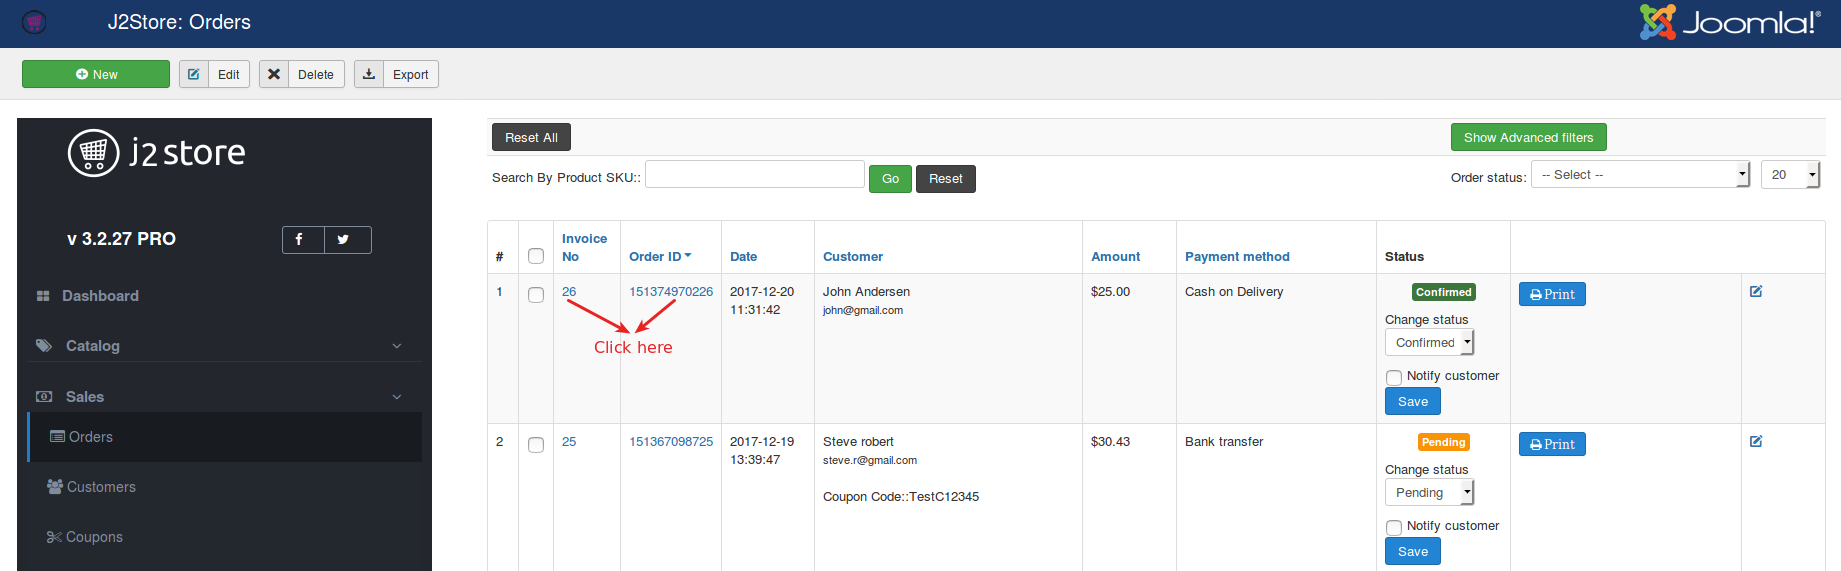 J2Store: Orders
Joomla!®
New
Edit
Delete
Export
j2store
v 3.2.27 PRO
Dashboard
Catalog
Sales
Orders
Customers
Coupons
Reset All
Show Advanced filters
Search By Product SKU::
Go
Reset
Order status:
-- Select --
20
#
Invoice No
Order ID
Date
Customer
Amount
Payment method
Status
1
26
151374970226
2017-12-20
11:31:42
John Andersen
john@gmail.com
$25.00
Cash on Delivery
Confirmed
Change status
Confirmed
Notify customer
Save
Print
Click here
2
25
151367098725
2017-12-19
13:39:47
Steve robert
steve.r@gmail.com
Coupon Code::TestC12345
$30.43
Bank transfer
Pending
Change status
Pending
Notify customer
Save
Print